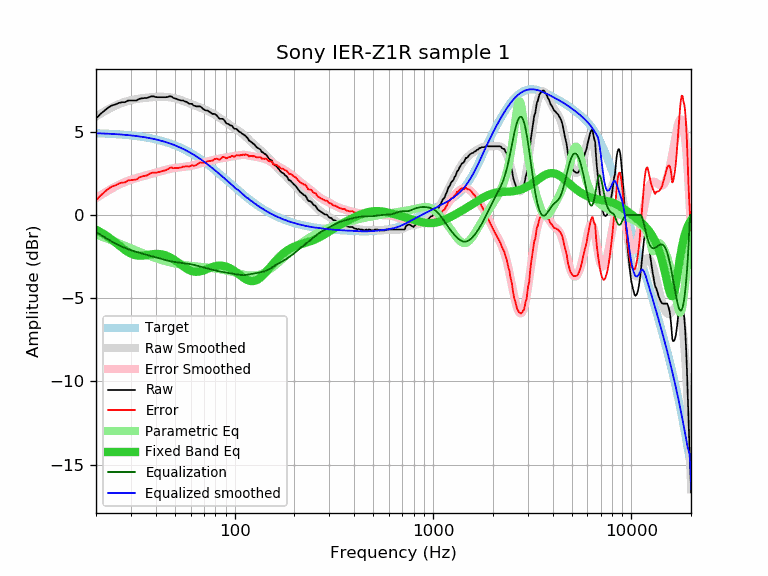 Sony IER-Z1R sample 1
Amplitude (dBr)
5
0
−5
−10
−15
Target
Raw Smoothed
Error Smoothed
Raw
Error
Parametric Eq
Fixed Band Eq
Equalization
Equalized smoothed
100 1000 10000
Frequency (Hz)